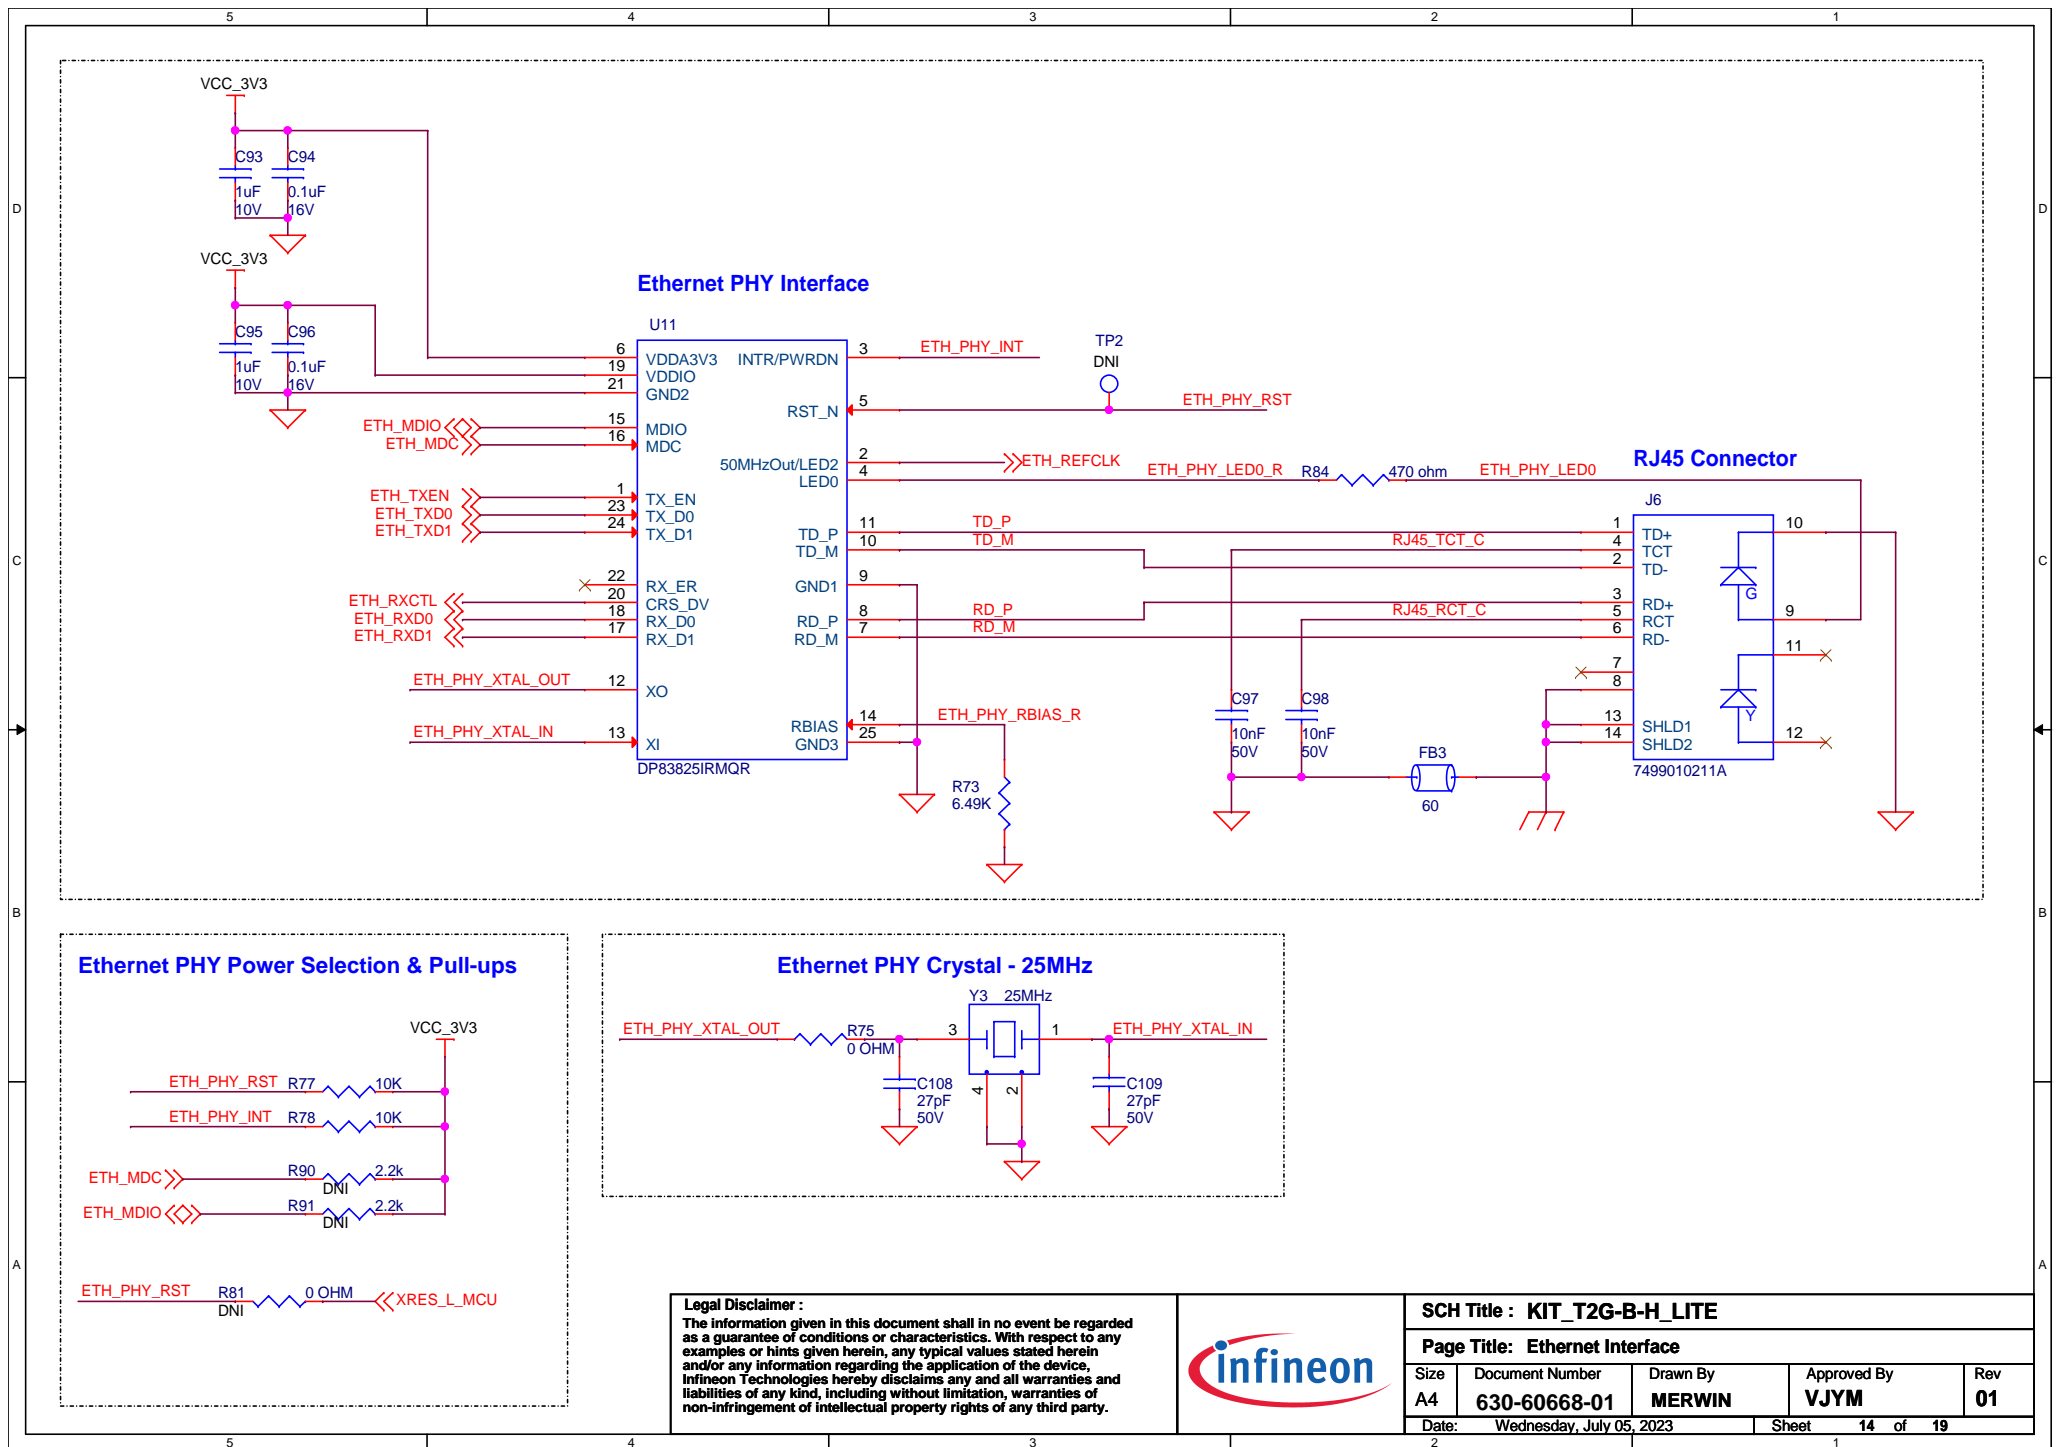 5 4 3 2 1
D
C
B
A
VCC_3V3
C93
1uF
10V
C94
0.1uF
16V
VCC_3V3
C95
1uF
10V
C96
0.1uF
16V
Ethernet PHY Interface
U11
6 VDDA3V3
19 VDDIO
21 GND2
ETH_MDIO 15 MDIO
ETH_MDC 16 MDC
ETH_TXEN 1 TX_EN
ETH_TXD0 23 TX_D0
ETH_TXD1 24 TX_D1
22 RX_ER
ETH_RXCTL 20 CRS_DV
ETH_RXD0 18 RX_D0
ETH_RXD1 17 RX_D1
ETH_PHY_XTAL_OUT 12 XO
ETH_PHY_XTAL_IN 13 XI
DP83825IRMQR
INTR/PWRDN 3 ETH_PHY_INT
RST_N 5 ETH_PHY_RST
TP2
DNI
50MHzOut/LED2 2 ETH_REFCLK
LED0 4 ETH_PHY_LED0_R R84 470 ohm ETH_PHY_LED0
TD_P 11 TD_P
TD_M 10 TD_M
GND1 9
RD_P 8 RD_P
RD_M 7 RD_M
RBIAS 14 ETH_PHY_RBIAS_R
GND3 25
R73
6.49K
RJ45 Connector
J6
1 TD+
RJ45_TCT_C 4 TCT
2 TD-
3 RD+
RJ45_RCT_C 5 RCT
6 RD-
7
8
13 SHLD1
14 SHLD2
10
G
9
11
Y
12
7499010211A
C97
10nF
50V
C98
10nF
50V
FB3
60
Ethernet PHY Power Selection & Pull-ups
VCC_3V3
ETH_PHY_RST R77 10K
ETH_PHY_INT R78 10K
ETH_MDC R90 2.2k
DNI
ETH_MDIO R91 2.2k
DNI
ETH_PHY_RST R81 0 OHM XRES_L_MCU
DNI
Ethernet PHY Crystal - 25MHz
Y3 25MHz
ETH_PHY_XTAL_OUT R75 3 1 ETH_PHY_XTAL_IN
0 OHM
C108
27pF
50V
4 2
C109
27pF
50V
Legal Disclaimer :
The information given in this document shall in no event be regarded
as a guarantee of conditions or characteristics. With respect to any
examples or hints given herein, any typical values stated herein
and/or any information regarding the application of the device,
Infineon Technologies hereby disclaims any and all warranties and
liabilities of any kind, including without limitation, warranties of
non-infringement of intellectual property rights of any third party.
infineon
SCH Title : KIT_T2G-B-H_LITE
Page Title: Ethernet Interface
Size Document Number Drawn By Approved By Rev
A4 630-60668-01 MERWIN VJYM 01
Date: Wednesday, July 05, 2023 Sheet 14 of 19
D
C
B
A
5 4 3 2 1